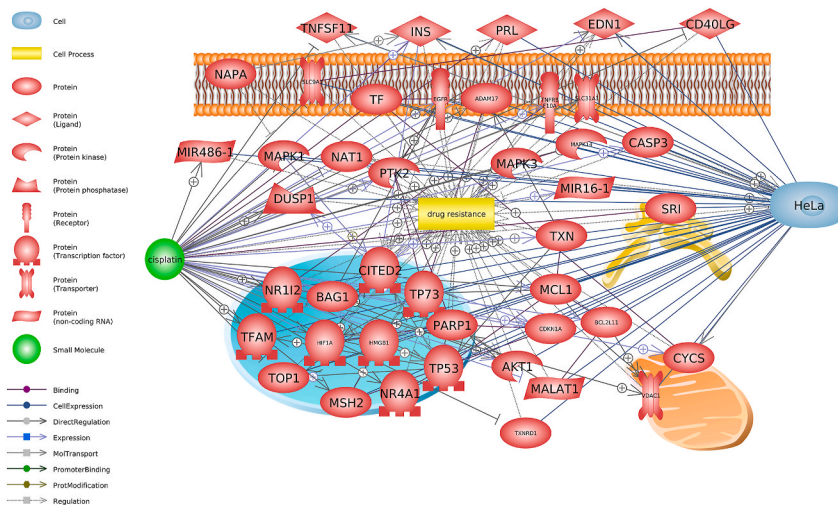 Cell
Cell Process
Protein
Protein
(Ligand)
Protein
(Protein kinase)
Protein
(Protein phosphatase)
Protein
(Receptor)
Protein
(Transcription factor)
Protein
(Transporter)
Protein
(non-coding RNA)
Small Molecule
Binding
CellExpression
DirectRegulation
Expression
MolTransport
PromoterBinding
ProtModification
Regulation
TNFSF11
INS
PRL
EDN1
CD40LG
NAPA
SLC9A1
TF
EGFR
ADAM17
SLC31A1
MIR486-1
MAPK1
NAT1
PTK2
MAPK3
MAPK14
CASP3
DUSP1
MIR16-1
drug resistance
SRI
HeLa
TXN
cisplatin
CITED2
NR1I2
BAG1
TP73
MCL1
TFAM
HIF1A
HMGB1
PARP1
CDKN1A
BCL2L11
TOP1
TP53
AKT1
CYCS
MSH2
NR4A1
MALAT1
VDAC1
TXNRD1